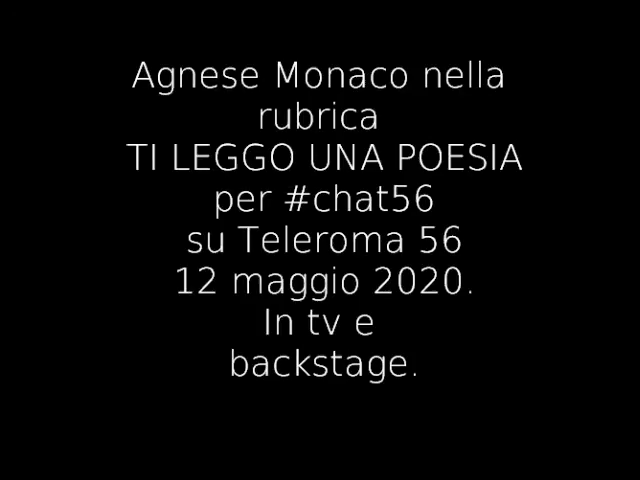 Agnese Monaco nella
rubrica
TI LEGGO UNA POESIA
per #chat56
su Teleroma 56
12 maggio 2020.
In tv e
backstage.